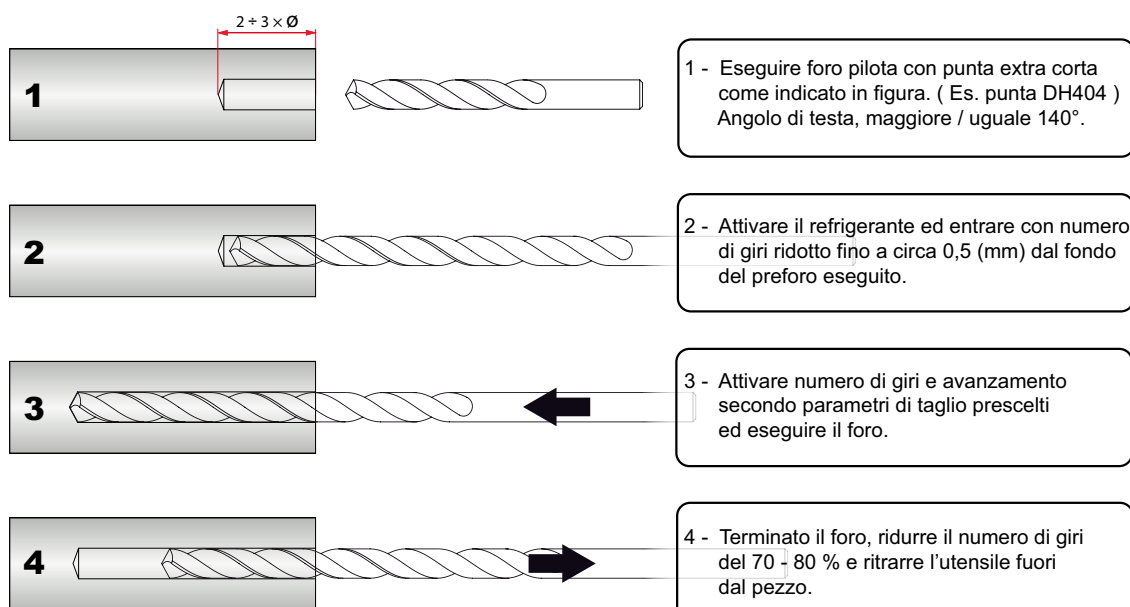 2 ÷ 3 × Ø
1
1 - Eseguire foro pilota con punta extra corta
come indicato in figura. ( Es. punta DH404 )
Angolo di testa, maggiore / uguale 140°.
2
2 - Attivare il refrigerante ed entrare con numero
di giri ridotto fino a circa 0,5 (mm) dal fondo
del preforo eseguito.
3
3 - Attivare numero di giri e avanzamento
secondo parametri di taglio prescelti
ed eseguire il foro.
4
4 - Terminato il foro, ridurre il numero di giri
del 70 - 80 % e ritrarre l’utensile fuori
dal pezzo.